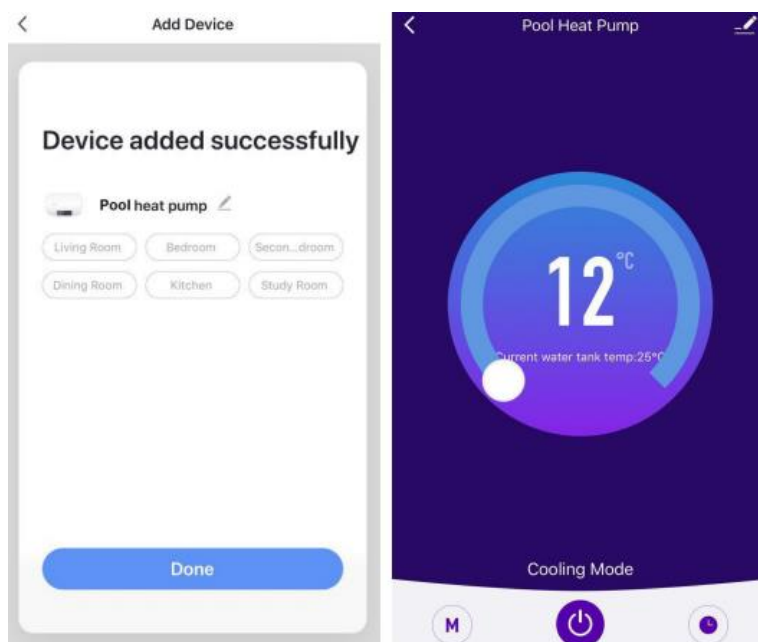 Add Device
Device added successfully
Pool heat pump
Living Room Bedroom Secon...droom
Dining Room Kitchen Study Room
Done
Pool Heat Pump
12°C
Current water tank temp:25°C
Cooling Mode
M